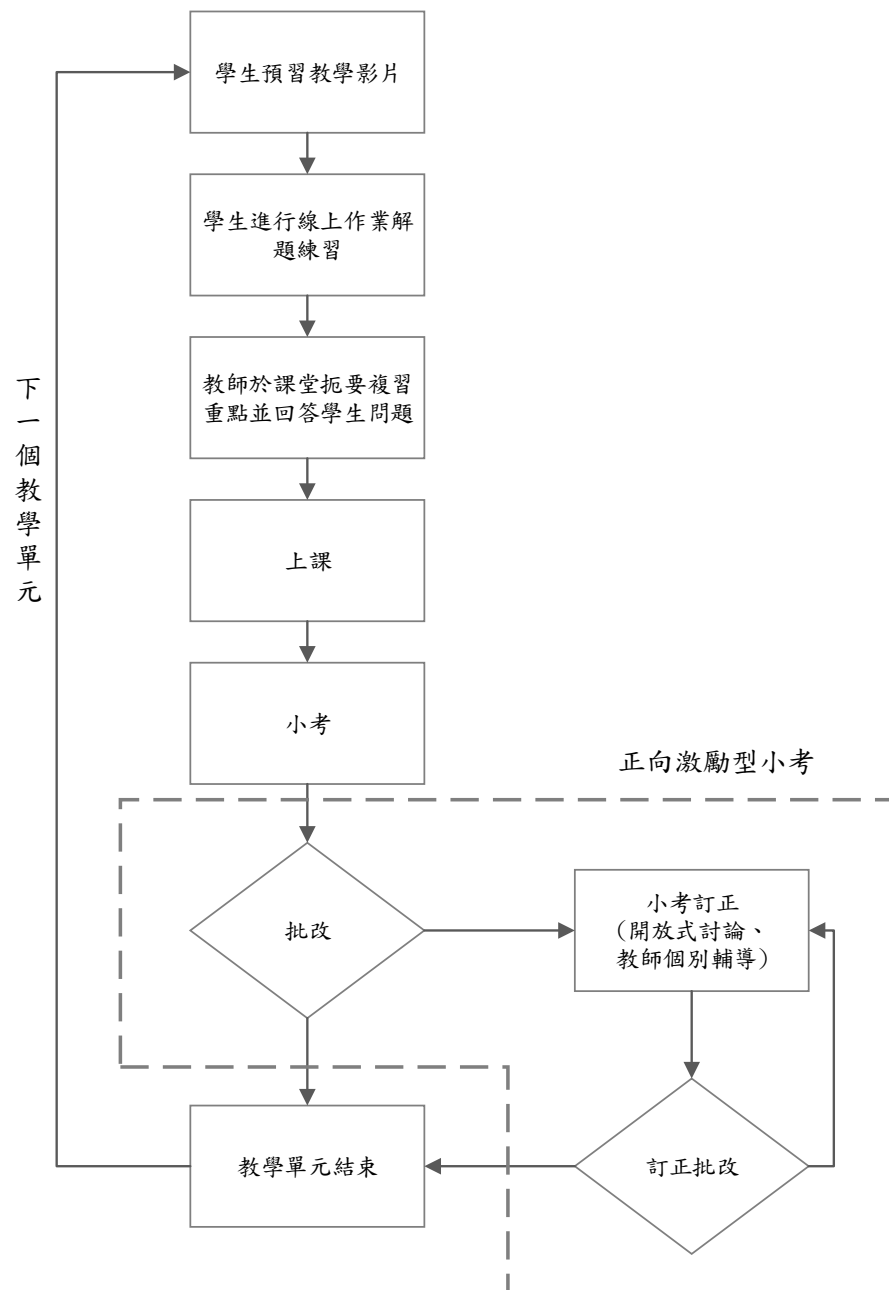 學生預習教學影片
學生進行線上作業解
題練習
教師於課堂扼要複習
重點並回答學生問題
下一個教學單元
上課
小考
正向激勵型小考
批改
小考訂正
（開放式討論、
教師個別輔導）
教學單元結束
訂正批改